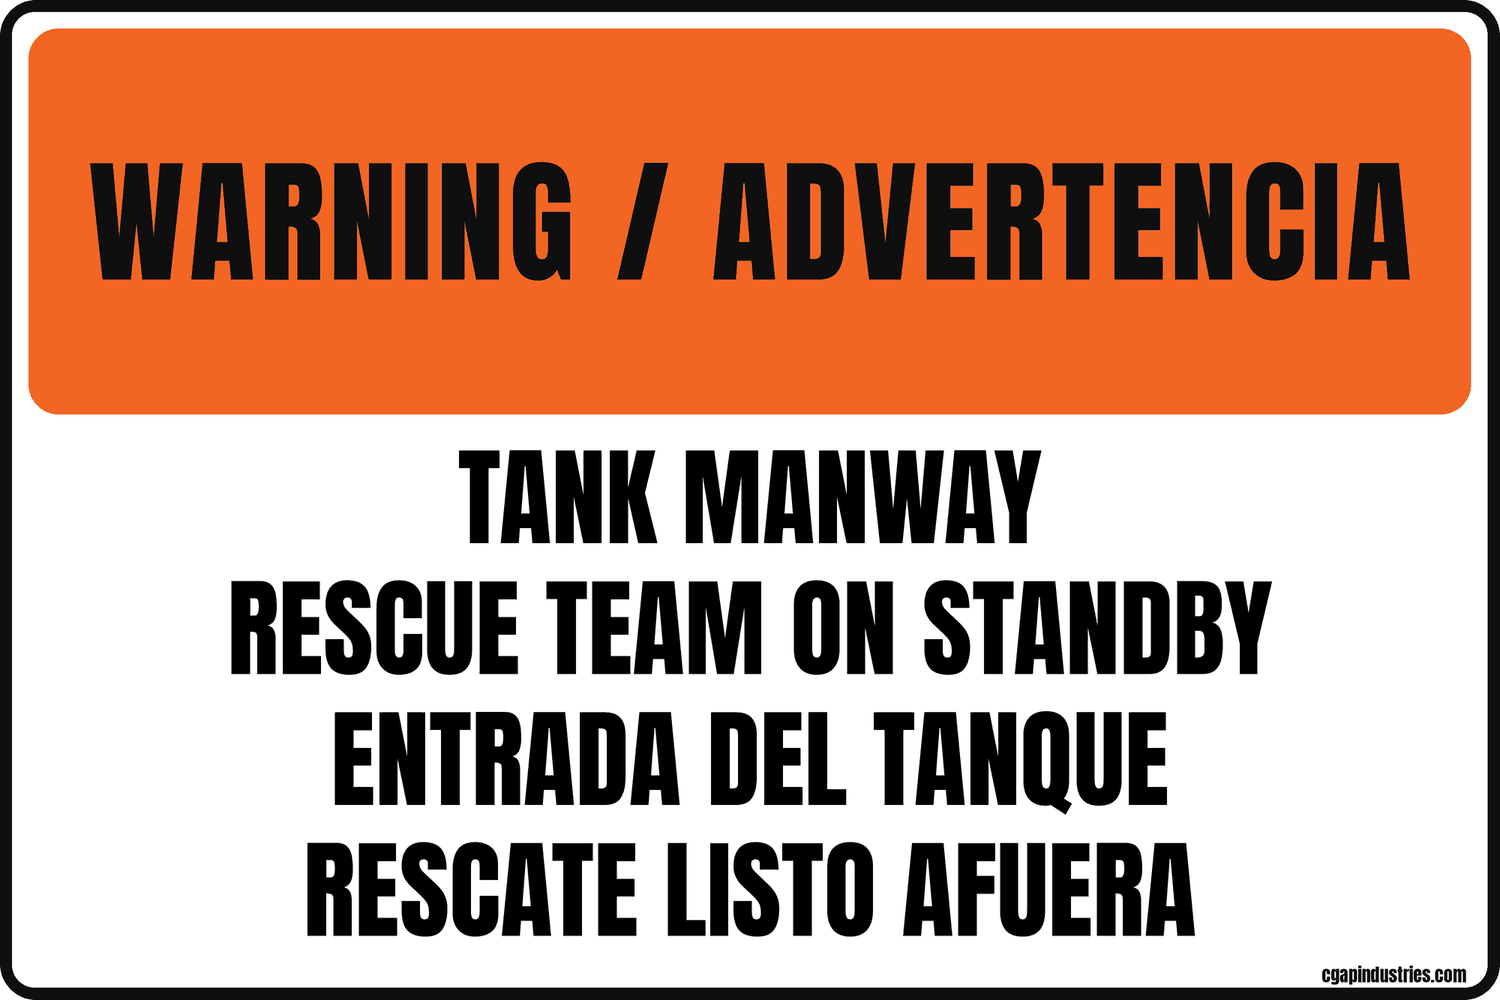 WARNING / ADVERTENCIA
TANK MANWAY
RESCUE TEAM ON STANDBY
ENTRADA DEL TANQUE
RESCATE LISTO AFUERA
cgapindustries.com